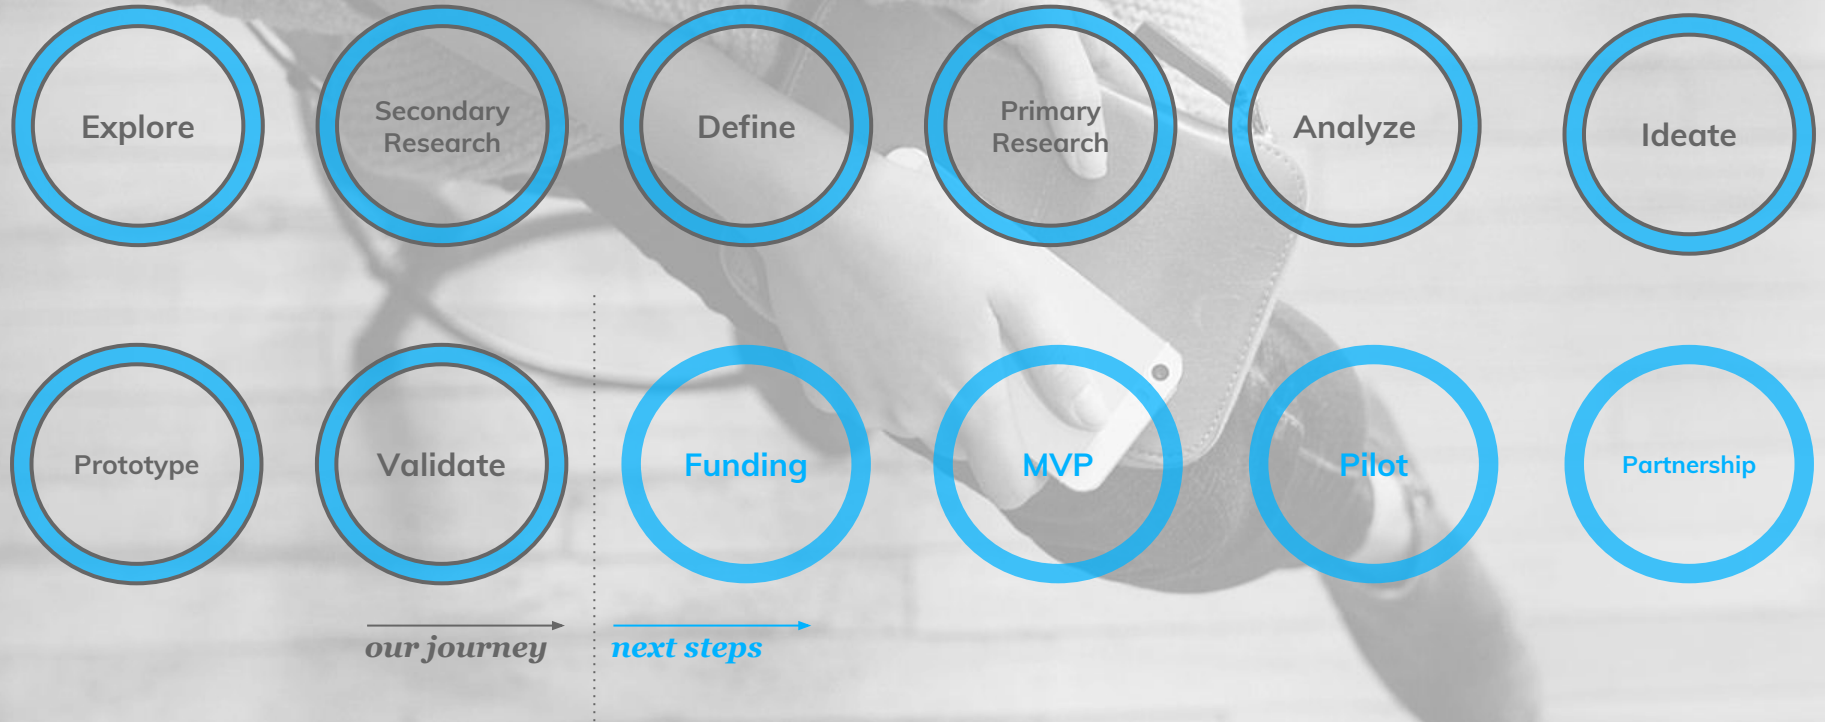 Explore
Secondary
Research
Define
Primary
Research
Analyze
Ideate
Prototype
Validate
Funding
MVP
Pilot
Partnership
our journey
next steps